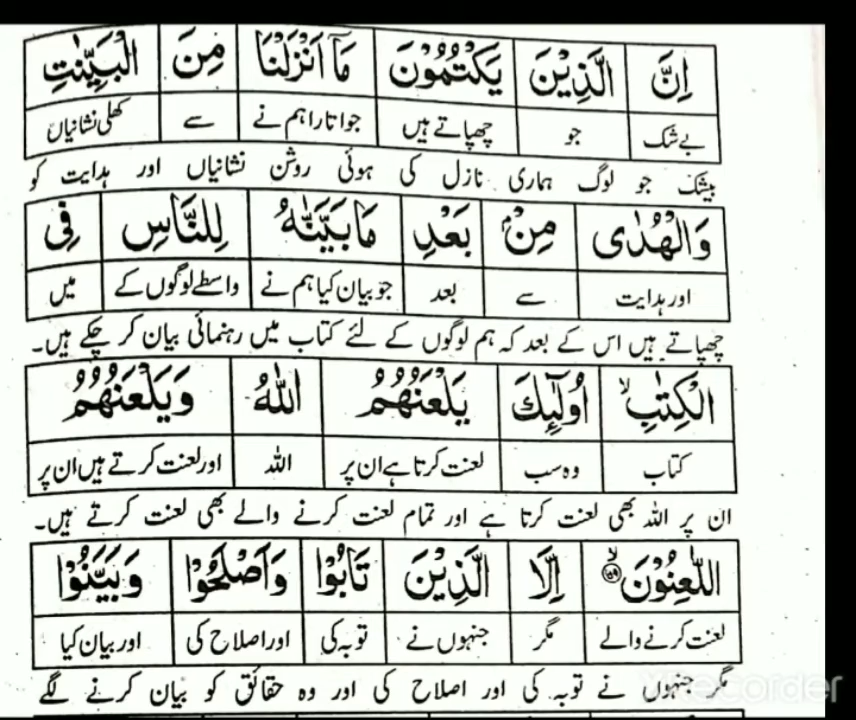 اِنَّ الَّذِيْنَ يَكْتُمُوْنَ مَاۤ اَنْزَلْنَا مِنَ الْبَيِّنٰتِ
بے شک جو چھپاتے ہیں جو اتارا ہم نے سے کھلی نشانیاں
بیشک جو لوگ ہماری نازل کی ہوئی روشن نشانیاں اور ہدایت کو
وَالْهُدٰى مِنْۢ بَعْدِ مَا بَيَّنّٰهُ لِلنَّاسِ فِى
اور ہدایت سے بعد جو بیان کیا ہم نے واسطے لوگوں کے میں
چھپاتے ہیں اس کے بعد کہ ہم لوگوں کے لئے کتاب میں رہنمائی بیان کر چکے ہیں۔
الْكِتٰبِ ۙ اُولٰٓئِكَ يَلْعَنُهُمُ اللّٰهُ وَيَلْعَنُهُمُ
کتاب وہ سب لعنت کرتا ہے ان پر اللہ اور لعنت کرتے ہیں ان پر
ان پر اللہ بھی لعنت کرتا ہے اور تمام لعنت کرنے والے بھی لعنت کرتے ہیں۔
اللّٰعِنُوْنَ ۙ‏﴿۱۵۹﴾ اِلَّا الَّذِيْنَ تَابُوْا وَاَصْلَحُوْا وَبَيَّنُوْا
لعنت کرنے والے مگر جنہوں نے توبہ کی اور اصلاح کی اور بیان کیا
مگر جنہوں نے توبہ کی اور اصلاح کی اور وہ حقائق کو بیان کرنے لگے
XRecorder